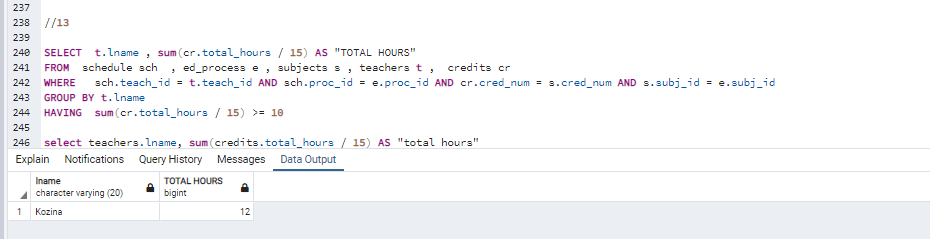 237
238 //13
239
240 SELECT t.lname , sum(cr.total_hours / 15) AS "TOTAL HOURS"
241 FROM schedule sch , ed_process e , subjects s , teachers t , credits cr
242 WHERE sch.teach_id = t.teach_id AND sch.proc_id = e.proc_id AND cr.cred_num = s.cred_num AND s.subj_id = e.subj_id
243 GROUP BY t.lname
244 HAVING sum(cr.total_hours / 15) >= 10
245
246 select teachers.lname, sum(credits.total_hours / 15) AS "total hours"
Explain Notifications Query History Messages Data Output
lname TOTAL HOURS
character varying (20) bigint
1 Kozina 12